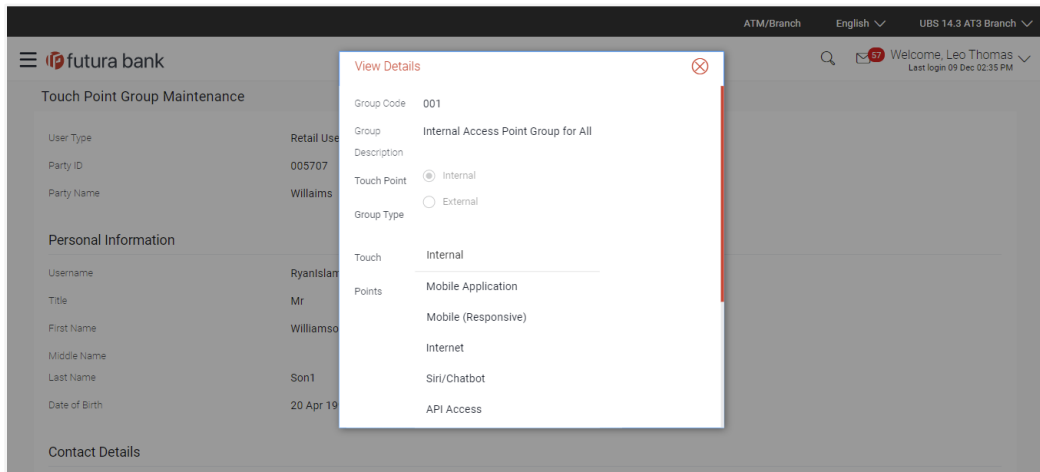 ATM/Branch English UBS 14.3 AT3 Branch
futura bank
57 Welcome, Leo Thomas
Last login 09 Dec 02:35 PM
Touch Point Group Maintenance
User Type Retail Use
Party ID 005707
Party Name Willaims
Personal Information
Username RyanIslam
Title Mr
First Name Williamso
Middle Name
Last Name Son1
Date of Birth 20 Apr 19
Contact Details
View Details
Group Code 001
Group Description Internal Access Point Group for All
Touch Point Group Type Internal
External
Touch Points Internal
Mobile Application
Mobile (Responsive)
Internet
Siri/Chatbot
API Access